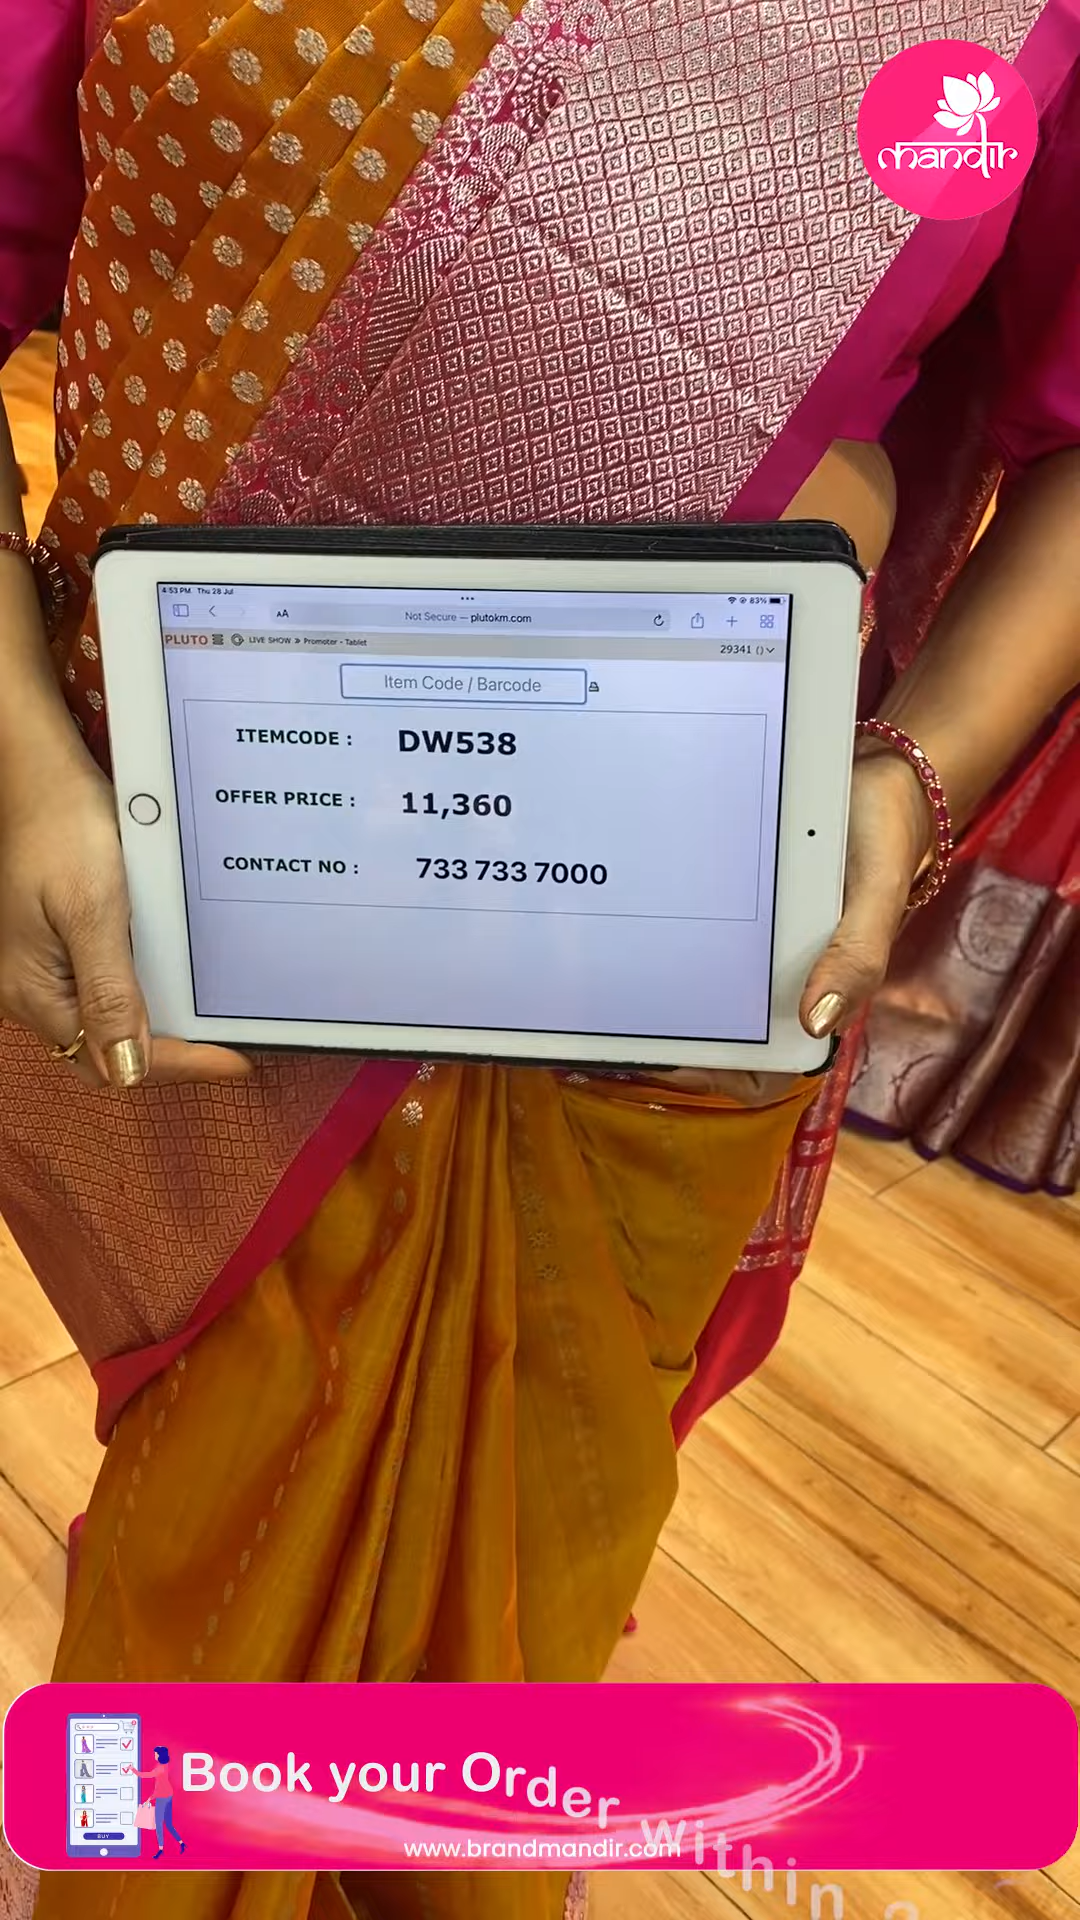 mandir
4:53 PM Thu 28 Jul
83%
AA
Not Secure — plutokm.com
PLUTO
LIVE SHOW » Promoter - Tablet
29341 ()
Item Code / Barcode
ITEMCODE : DW538
OFFER PRICE : 11,360
CONTACT NO : 733 733 7000
Book your Order Within
www.brandmandir.com
BUY